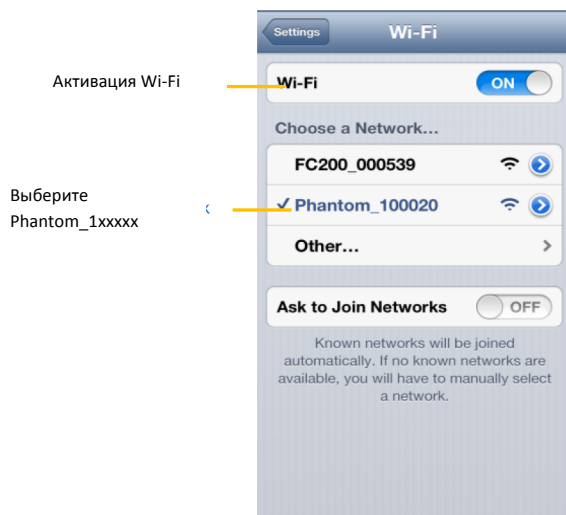 Settings
Wi-Fi
Активация Wi-Fi
Wi-Fi
ON
Choose a Network...
FC200_000539
Выберите
Phantom_1xxxxx
Phantom_100020
Other...
Ask to Join Networks
OFF
Known networks will be joined
automatically. If no known networks are
available, you will have to manually select
a network.